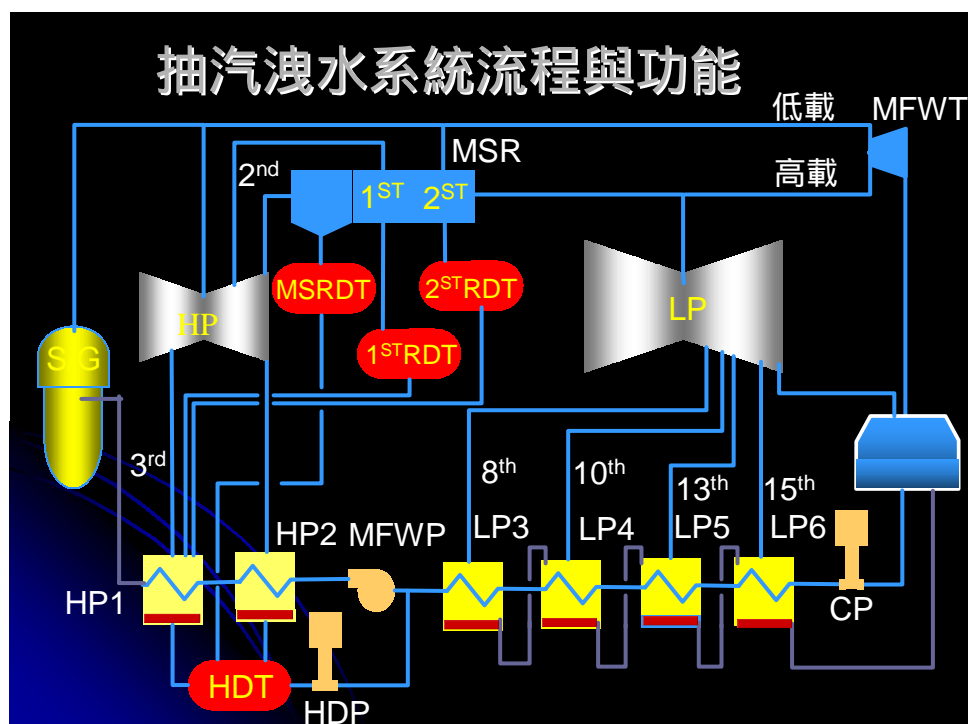 抽汽洩水系統流程與功能
低載
MFWT
MSR
高載
2nd
1ST
2ST
MSRDT
2STRDT
HP
LP
1STRDT
S/G
3rd
8th
10th
13th
15th
HP2
MFWP
LP3
LP4
LP5
LP6
HP1
CP
HDT
HDP